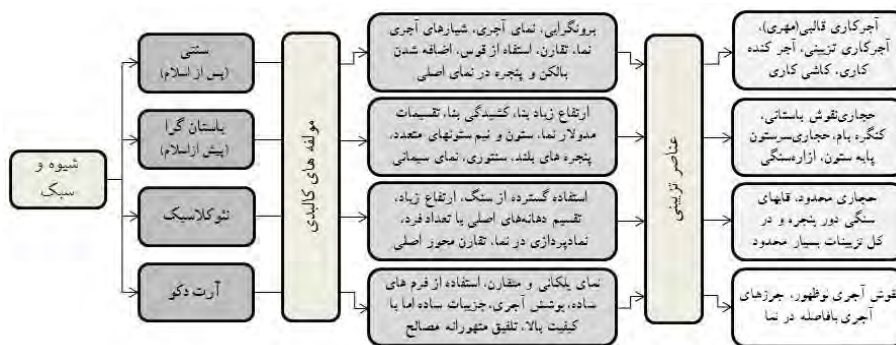 شیوه و
سبک
سنتی
(پس از اسلام)
باستان گرا
(پیش ازاسلام)
نئوکلاسیک
آرت دکو
مولفه های کالبدی
برونگرایی، نمای آجری، شیارهای آجری
نما، تقارن، استفاده از قوس، اضافه شدن
بالکن و پنجره در نمای اصلی
ارتفاع زیاد بنا، کشیدگی بنا، تقسیمات
مدولار نما، ستون و نیم ستونهای متعدد،
پنجره های بلند، سنتوری، نمای سیمانی
استفاده گسترده از سنگ، ارتفاع زیاد،
تقسیم دهانه‌های اصلی با تعداد فرد،
نمادپردازی در نما، تقارن محور اصلی
نمای پلکانی و متقارن، استفاده از فرم های
ساده، پوشش آجری، جزییات ساده اما با
کیفیت بالا، تلفیق متهورانه مصالح
عناصر تزیینی
آجرکاری قالبی(مهری)،
آجرکاری تزیینی، آجر کنده
کاری، کاشی کاری
حجاری‌نقوش باستانی،
کنگره بام، حجاری‌سرستون
پایه ستون، ازاره‌سنگی
حجاری محدود، قابهای
سنگی دور پنجره و در
کل تزیینات بسیار محدود
نقوش آجری نوظهور، جرزهای
آجری بافاصله در نما